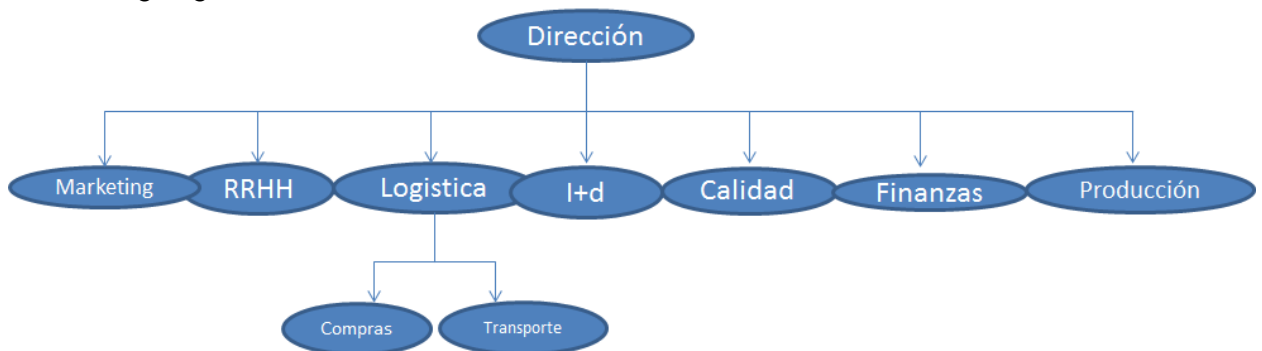 Dirección
Marketing
RRHH
Logistica
I+d
Calidad
Finanzas
Producción
Compras
Transporte